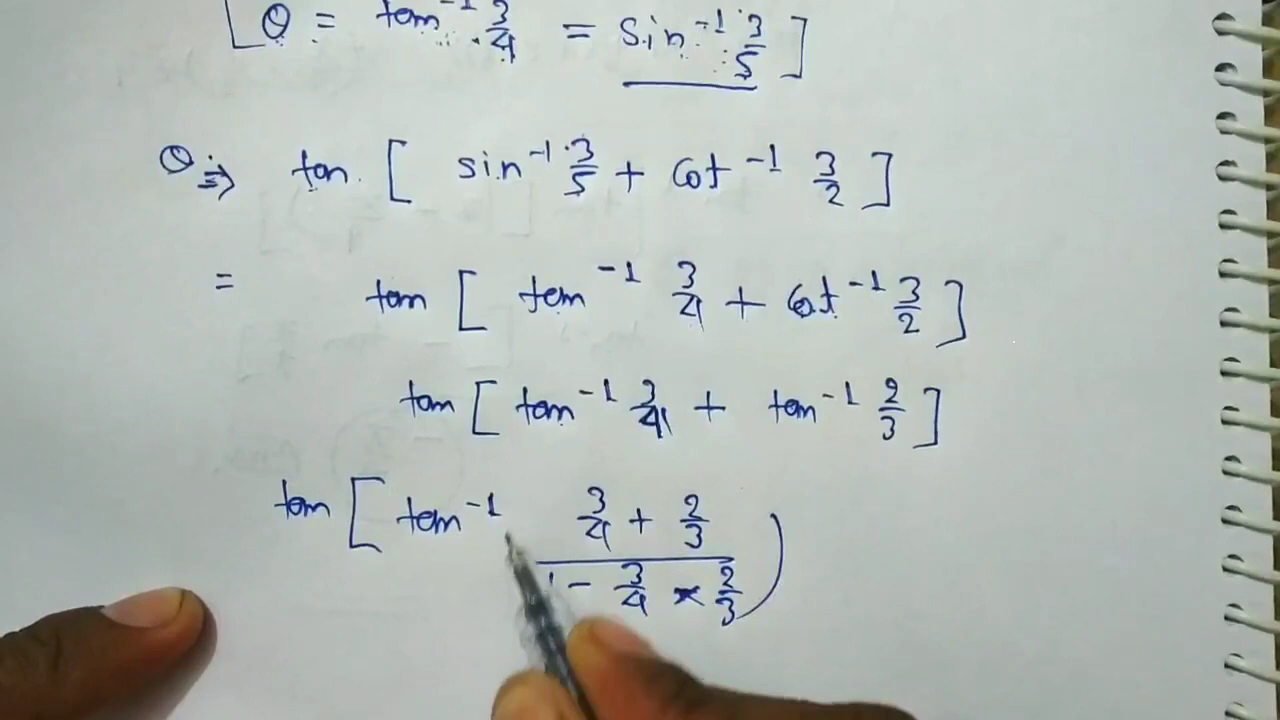 [ θ = tan⁻¹ 3/4 = sin⁻¹ 3/5 ]
θ ⇒ tan [ sin⁻¹ 3/5 + cot⁻¹ 3/2 ]
= tan [ tan⁻¹ 3/4 + cot⁻¹ 3/2 ]
tan [ tan⁻¹ 3/4 + tan⁻¹ 2/3 ]
tan [ tan⁻¹ (3/4 + 2/3) / (1 - 3/4 × 2/3) )